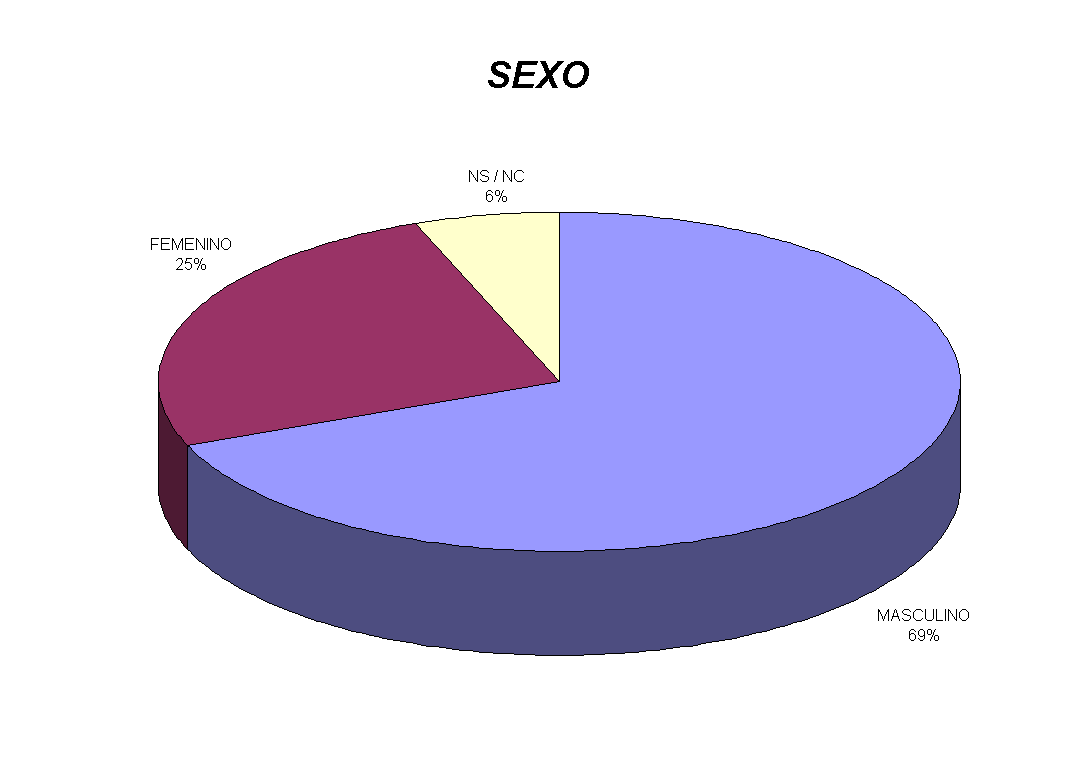 SEXO
NS / NC
6%
FEMENINO
25%
MASCULINO
69%